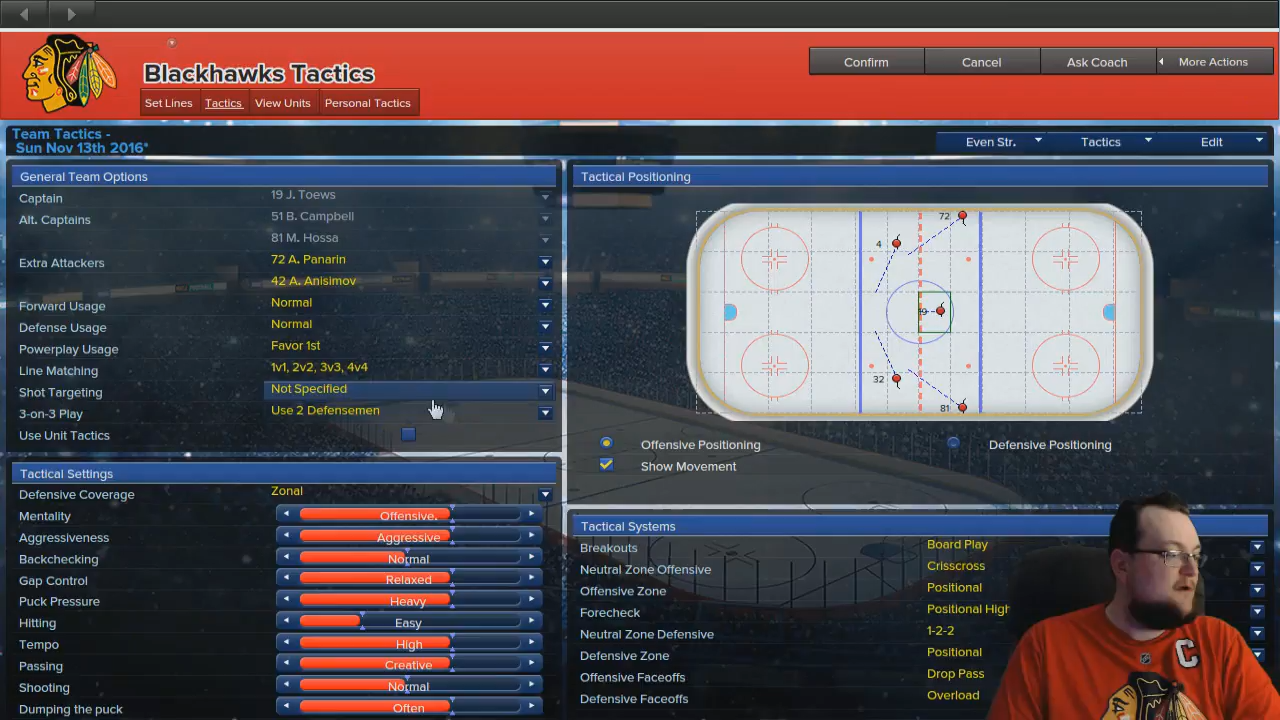 Blackhawks Tactics
Confirm
Cancel
Ask Coach
More Actions
Set Lines
Tactics
View Units
Personal Tactics
Team Tactics -
Sun Nov 13th 2016*
Even Str.
Tactics
Edit
General Team Options
Captain 19 J. Toews
Alt. Captains 51 B. Campbell
81 M. Hossa
Extra Attackers 72 A. Panarin
42 A. Anisimov
Forward Usage Normal
Defense Usage Normal
Powerplay Usage Favor 1st
Line Matching 1v1, 2v2, 3v3, 4v4
Shot Targeting Not Specified
3-on-3 Play Use 2 Defensemen
Use Unit Tactics
Tactical Settings
Defensive Coverage Zonal
Mentality Offensive.
Aggressiveness Aggressive
Backchecking Normal
Gap Control Relaxed
Puck Pressure Heavy
Hitting Easy
Tempo High
Passing Creative
Shooting Normal
Dumping the puck Often
Tactical Positioning
72
4
32
81
Offensive Positioning
Defensive Positioning
Show Movement
Tactical Systems
Breakouts Board Play
Neutral Zone Offensive Crisscross
Offensive Zone Positional
Forecheck Positional High
Neutral Zone Defensive 1-2-2
Defensive Zone Positional
Offensive Faceoffs Drop Pass
Defensive Faceoffs Overload
C